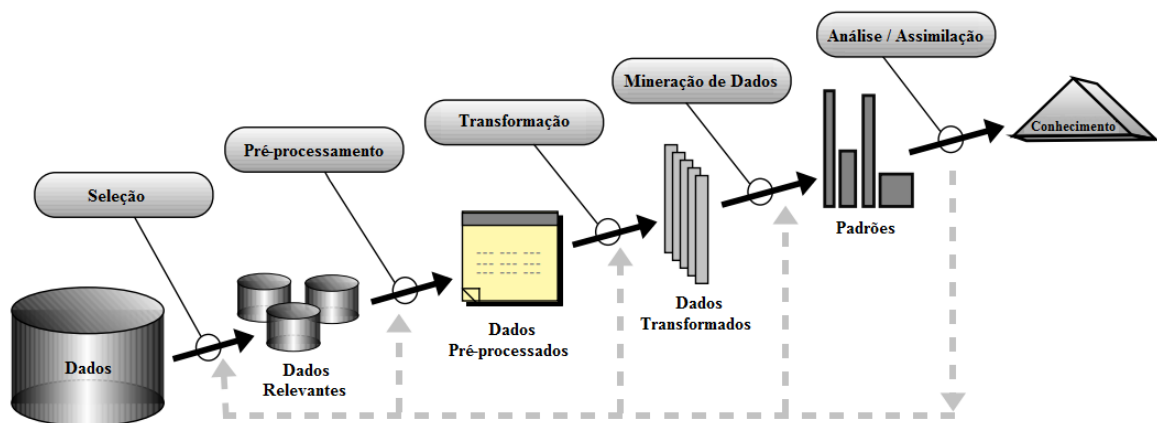 Análise / Assimilação
Mineração de Dados
Conhecimento
Transformação
Pré-processamento
Seleção
Padrões
Dados
Transformados
Dados
Pré-processados
Dados
Dados
Relevantes